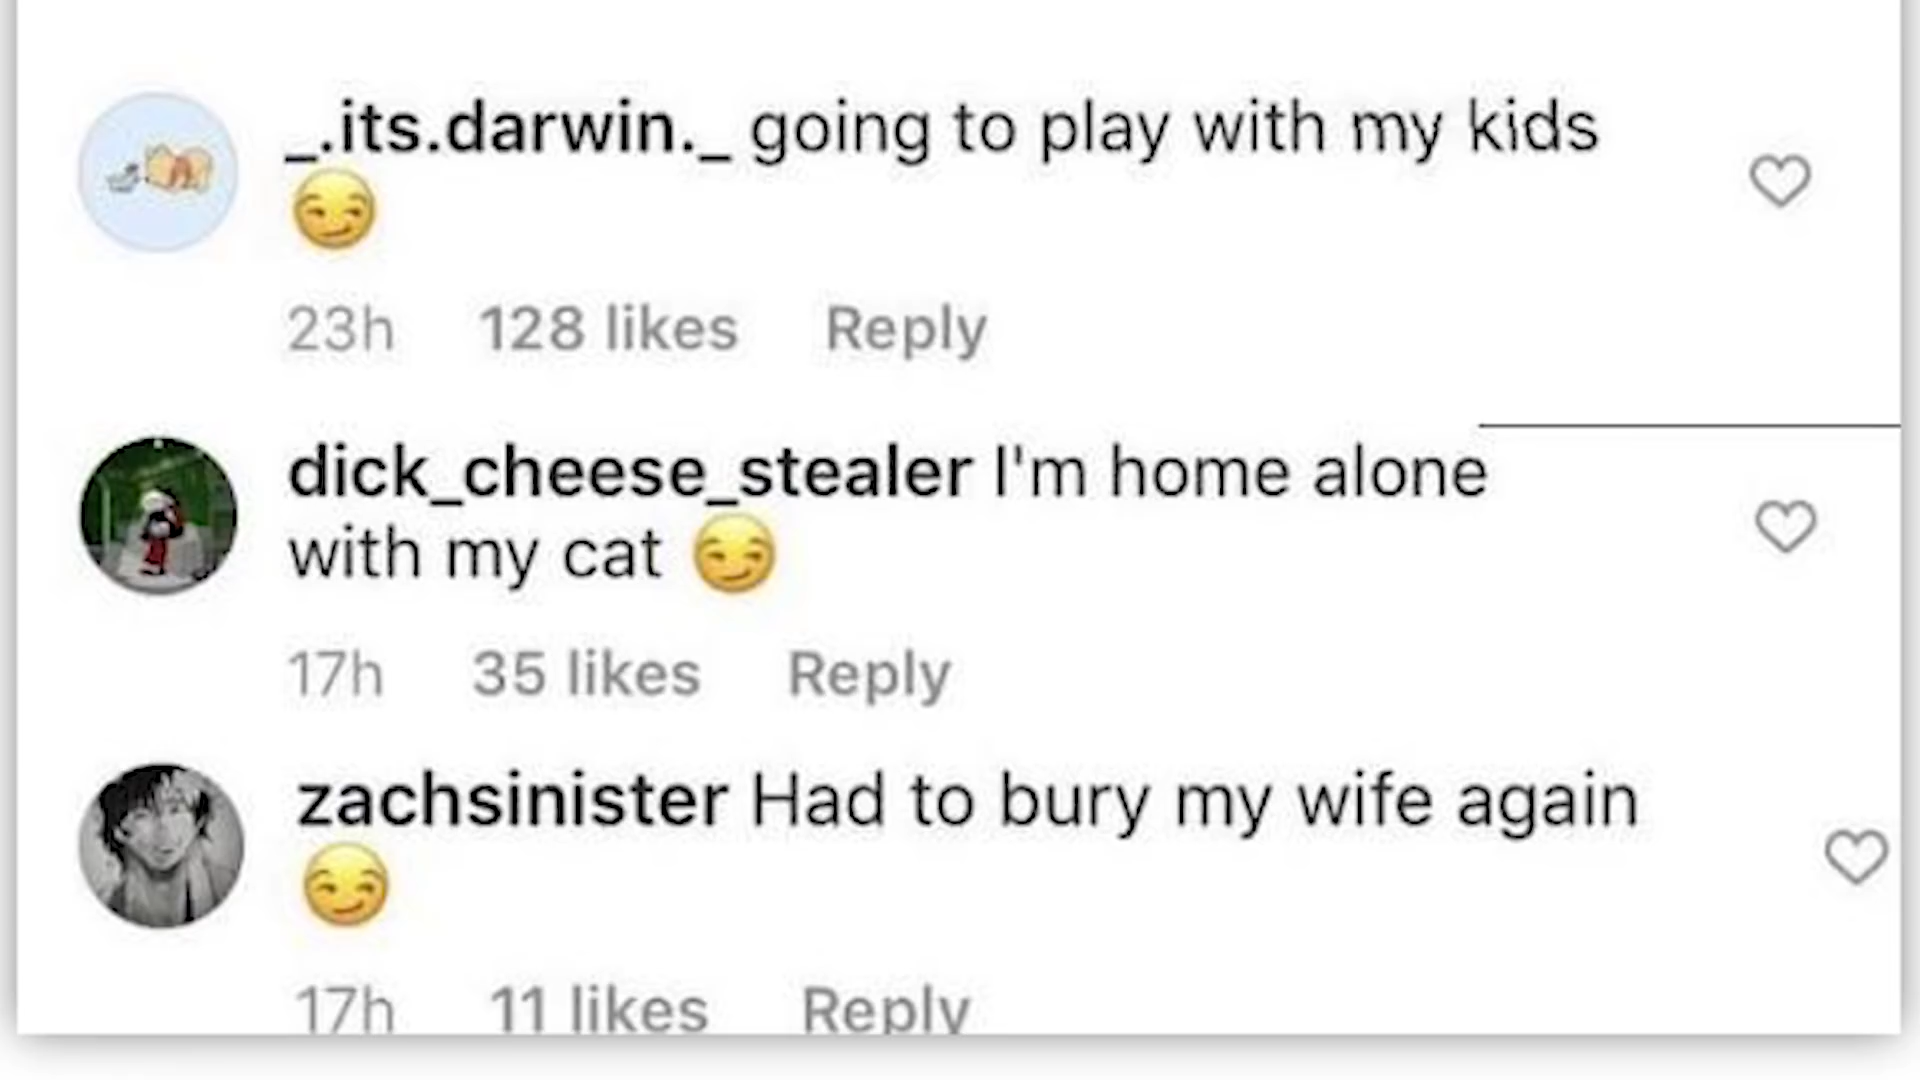 _.its.darwin._ going to play with my kids
😏
23h 128 likes Reply
dick_cheese_stealer I'm home alone
with my cat 😏
17h 35 likes Reply
zachsinister Had to bury my wife again
😏
17h 11 likes Reply